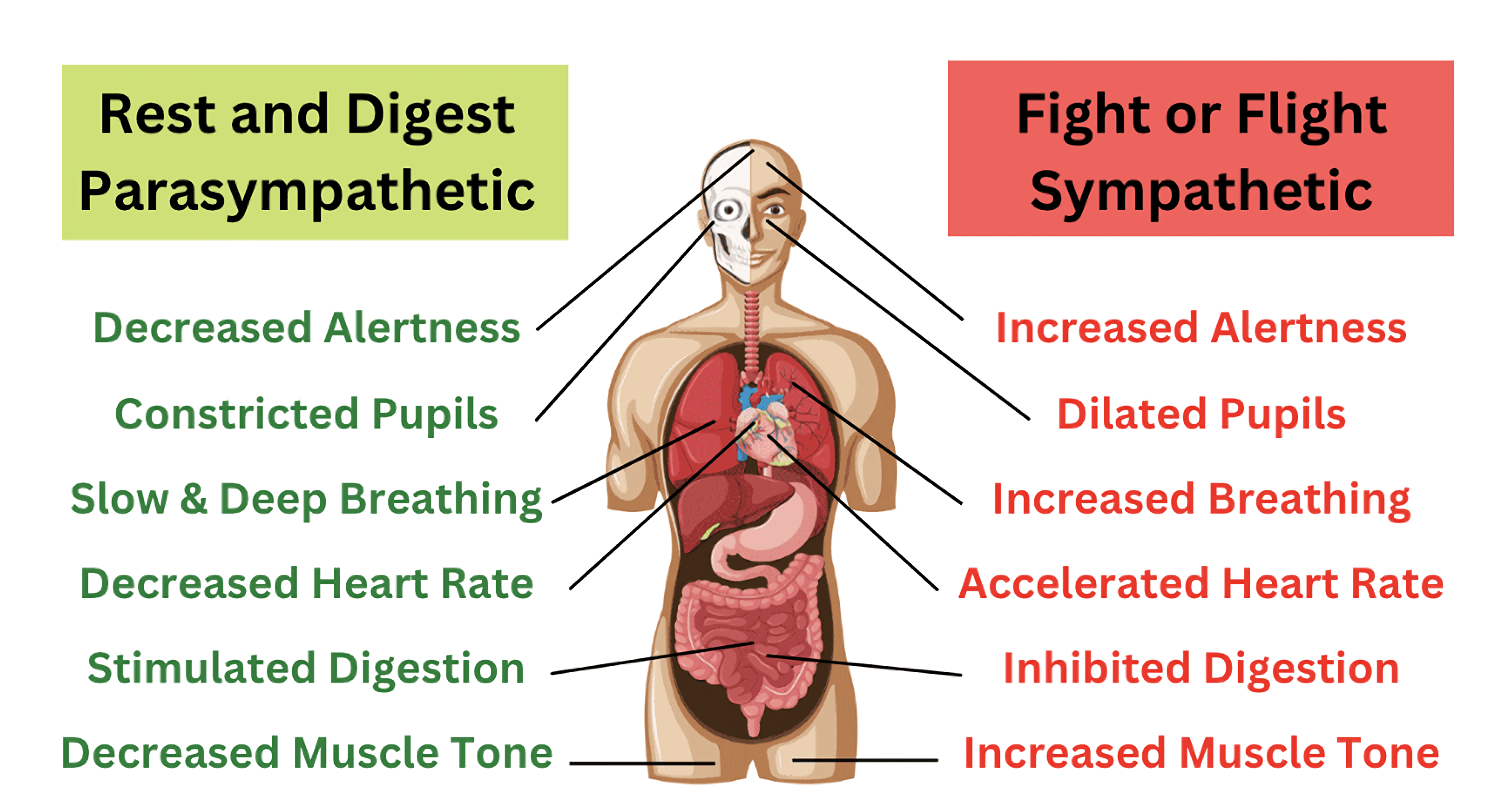 Rest and Digest
Parasympathetic
Decreased Alertness
Constricted Pupils
Slow & Deep Breathing
Decreased Heart Rate
Stimulated Digestion
Decreased Muscle Tone
Fight or Flight
Sympathetic
Increased Alertness
Dilated Pupils
Increased Breathing
Accelerated Heart Rate
Inhibited Digestion
Increased Muscle Tone